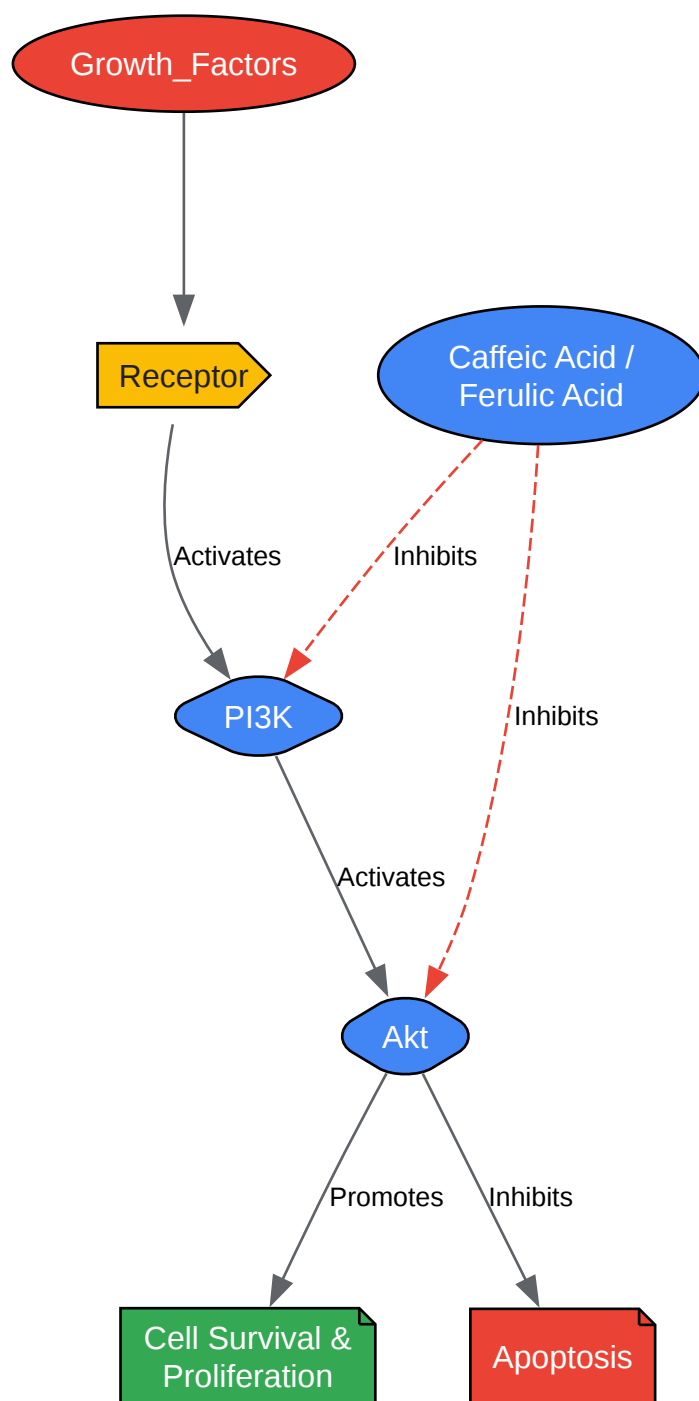 Growth_Factors
Receptor
Caffeic Acid /
Ferulic Acid
Activates
Inhibits
PI3K
Inhibits
Activates
Akt
Promotes
Inhibits
Cell Survival &
Proliferation
Apoptosis